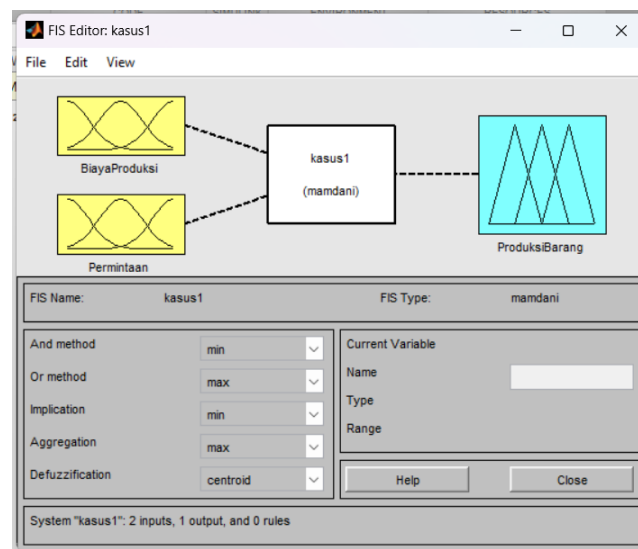 FIS Editor: kasus1
File Edit View
BiayaProduksi
Permintaan
kasus1
(mamdani)
ProduksiBarang
FIS Name: kasus1 FIS Type: mamdani
And method min
Or method max
Implication min
Aggregation max
Defuzzification centroid
Current Variable
Name
Type
Range
Help Close
System "kasus1": 2 inputs, 1 output, and 0 rules